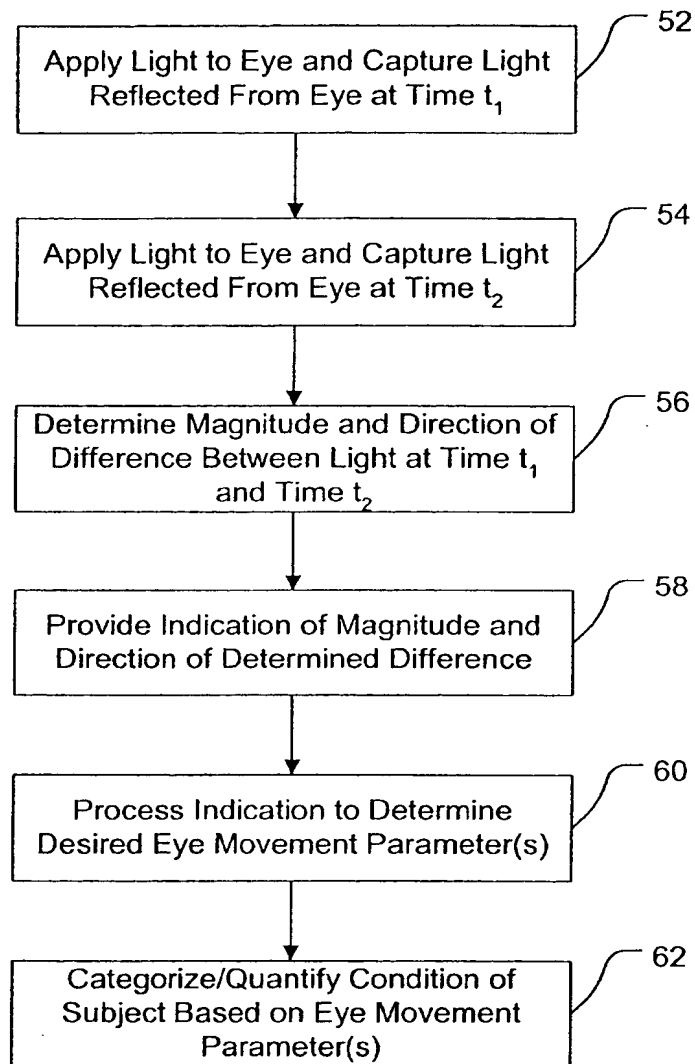 52
Apply Light to Eye and Capture Light
Reflected From Eye at Time t₁
54
Apply Light to Eye and Capture Light
Reflected From Eye at Time t₂
56
Determine Magnitude and Direction of
Difference Between Light at Time t₁
and Time t₂
58
Provide Indication of Magnitude and
Direction of Determined Difference
60
Process Indication to Determine
Desired Eye Movement Parameter(s)
62
Categorize/Quantify Condition of
Subject Based on Eye Movement
Parameter(s)